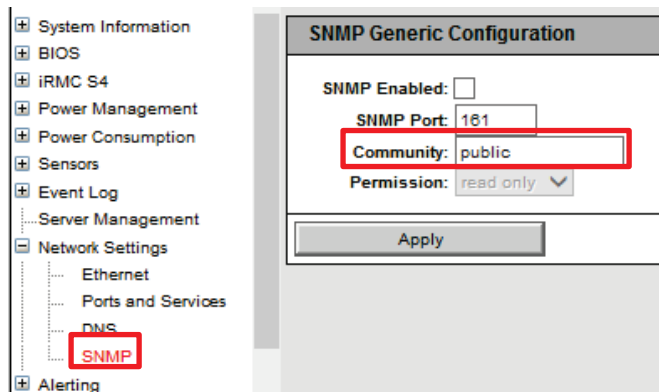 System Information
BIOS
iRMC S4
Power Management
Power Consumption
Sensors
Event Log
Server Management
Network Settings
Ethernet
Ports and Services
DNS
SNMP
Alerting
SNMP Generic Configuration
SNMP Enabled:
SNMP Port: 161
Community: public
Permission: read only
Apply